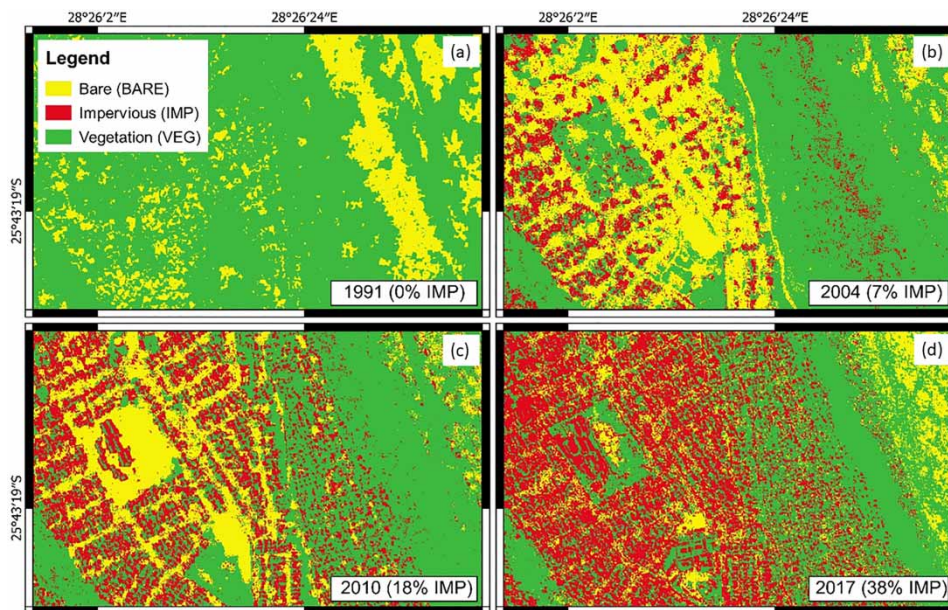 28°26'2"E 28°26'24"E 28°26'2"E 28°26'24"E
Legend
Bare (BARE)
Impervious (IMP)
Vegetation (VEG)
(a)
(b)
25°43'19"S
1991 (0% IMP)
2004 (7% IMP)
(c)
(d)
25°43'19"S
2010 (18% IMP)
2017 (38% IMP)